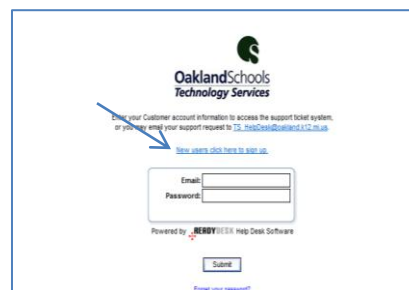 OaklandSchools
Technology Services
Enter your Customer account information to access the support ticket system,
or you may email your support request to TS_HelpDesk@oakland.k12.mi.us.
New users click here to sign up.
Email:
Password:
Powered by READYDESK Help Desk Software
Submit
Forget your password?